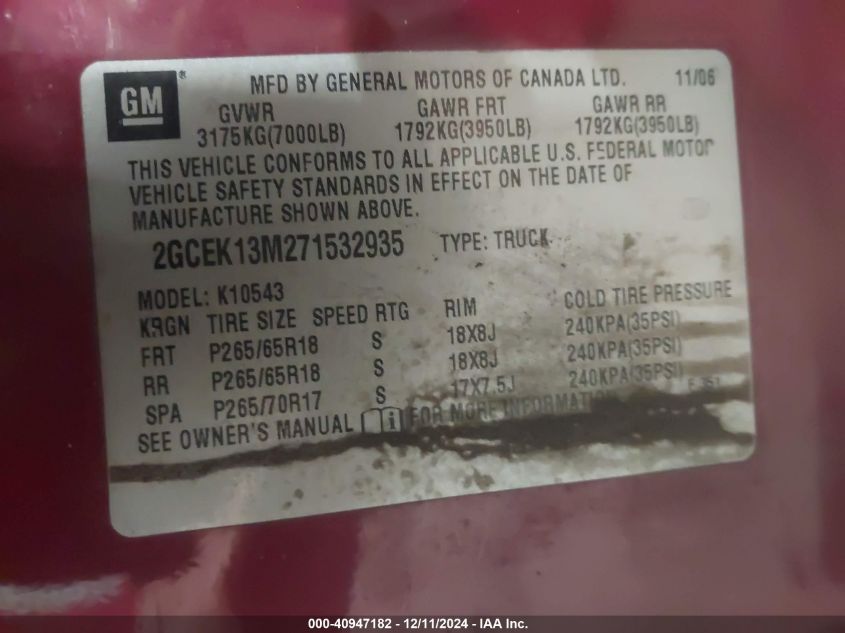 GM ® MFD BY GENERAL MOTORS OF CANADA LTD. 11/06
GVWR GAWR FRT GAWR RR
3175KG(7000LB) 1792KG(3950LB) 1792KG(3950LB)
THIS VEHICLE CONFORMS TO ALL APPLICABLE U.S. FEDERAL MOTOR
VEHICLE SAFETY STANDARDS IN EFFECT ON THE DATE OF
MANUFACTURE SHOWN ABOVE.
2GCEK13M271532935 TYPE: TRUCK
MODEL: K10543
KRGN TIRE SIZE SPEED RTG RIM COLD TIRE PRESSURE
FRT P265/65R18 S 18X8J 240KPA(35PSI)
RR P265/65R18 S 18X8J 240KPA(35PSI)
SPA P265/70R17 S 17X7.5J 240KPA(35PSI)
SEE OWNER'S MANUAL FOR MORE INFORMATION
000-40947182 - 12/11/2024 - IAA Inc.